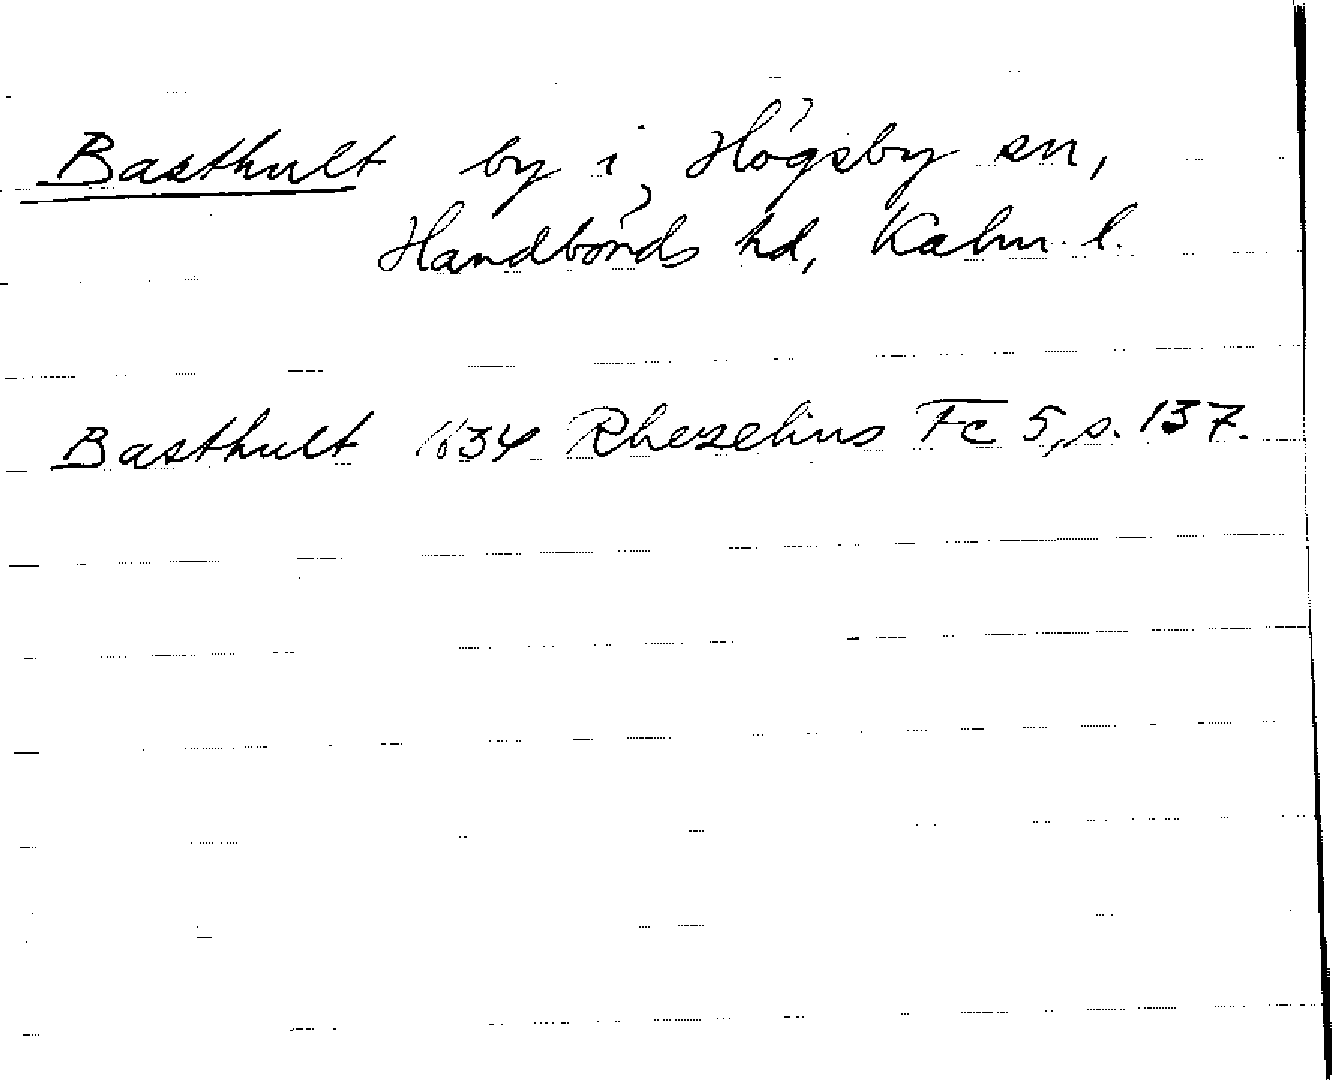 Basthult by i Högsby sn,
Handbörds hd, Kalm. l.
Basthult 1634 Rhezelius Fc 5, s. 137.